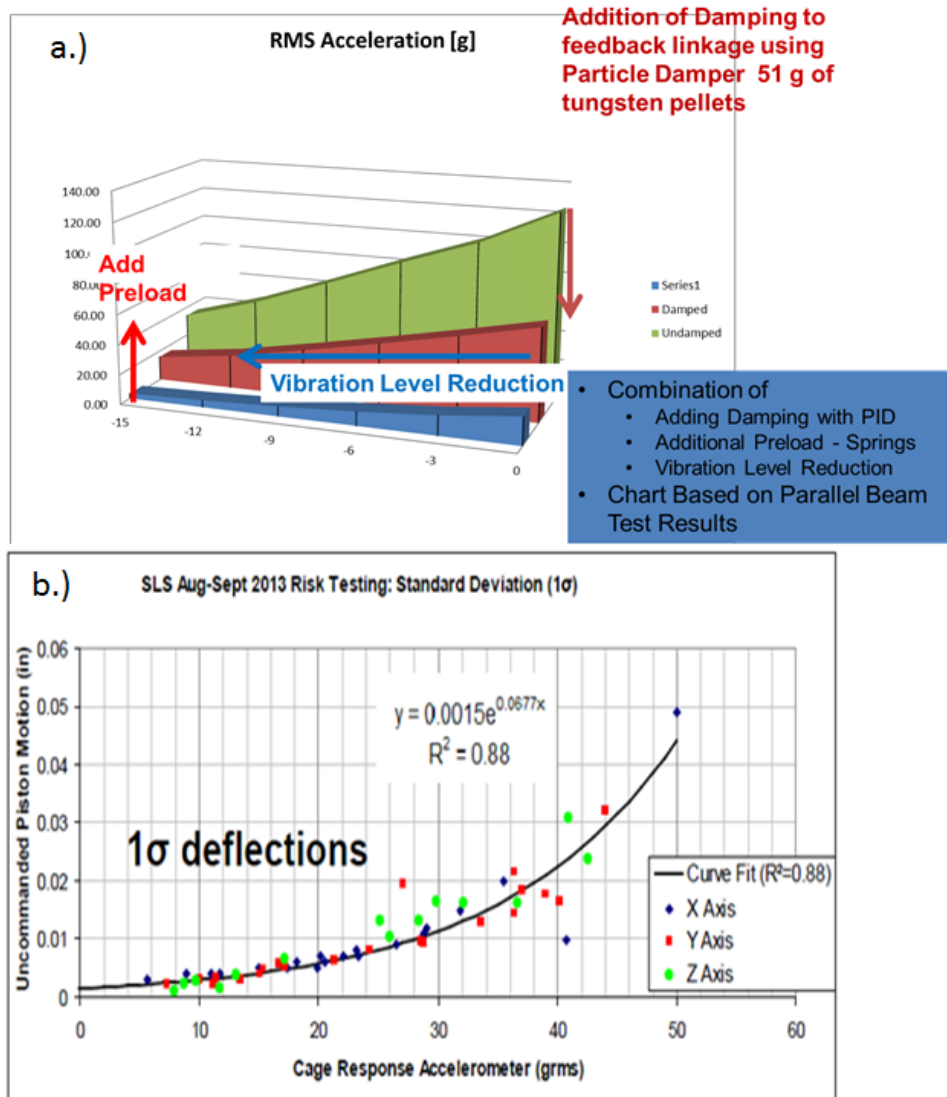 a.)
RMS Acceleration [g]
Addition of Damping to
feedback linkage using
Particle Damper 51 g of
tungsten pellets
140.00
120.00
100.0
80.00
60.00
40.00
20.00
0.00
Add
Preload
-15
-12
-9
-6
-3
0
Series1
Damped
Undamped
Vibration Level Reduction
• Combination of
• Adding Damping with PID
• Additional Preload - Springs
• Vibration Level Reduction
• Chart Based on Parallel Beam
Test Results
b.)
SLS Aug-Sept 2013 Risk Testing: Standard Deviation (1σ)
Uncommanded Piston Motion (in)
0.06
0.05
0.04
0.03
0.02
0.01
0
y = 0.0015e^0.0677x
R² = 0.88
1σ deflections
Curve Fit (R²=0.88)
X Axis
Y Axis
Z Axis
0
10
20
30
40
50
60
Cage Response Accelerometer (grms)